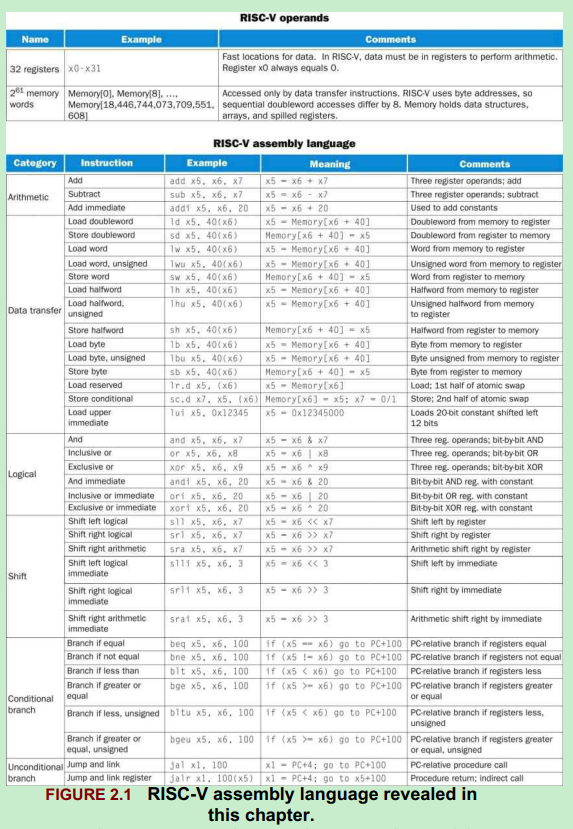 RISC-V operands
Name Example Comments
32 registers x0-x31 Fast locations for data. In RISC-V, data must be in registers to perform arithmetic.
Register x0 always equals 0.
2^61 memory Memory[0], Memory[8], ..., Accessed only by data transfer instructions. RISC-V uses byte addresses, so
words Memory[18,446,744,073,709,551, sequential doubleword accesses differ by 8. Memory holds data structures,
608] arrays, and spilled registers.
RISC-V assembly language
Category Instruction Example Meaning Comments
Arithmetic Add add x5, x6, x7 x5 = x6 + x7 Three register operands; add
Subtract sub x5, x6, x7 x5 = x6 - x7 Three register operands; subtract
Add immediate addi x5, x6, 20 x5 = x6 + 20 Used to add constants
Data transfer Load doubleword ld x5, 40(x6) x5 = Memory[x6 + 40] Doubleword from memory to register
Store doubleword sd x5, 40(x6) Memory[x6 + 40] = x5 Doubleword from register to memory
Load word lw x5, 40(x6) x5 = Memory[x6 + 40] Word from memory to register
Load word, unsigned lwu x5, 40(x6) x5 = Memory[x6 + 40] Unsigned word from memory to register
Store word sw x5, 40(x6) Memory[x6 + 40] = x5 Word from register to memory
Load halfword lh x5, 40(x6) x5 = Memory[x6 + 40] Halfword from memory to register
Load halfword, lhu x5, 40(x6) x5 = Memory[x6 + 40] Unsigned halfword from memory
unsigned to register
Store halfword sh x5, 40(x6) Memory[x6 + 40] = x5 Halfword from register to memory
Load byte lb x5, 40(x6) x5 = Memory[x6 + 40] Byte from memory to register
Load byte, unsigned lbu x5, 40(x6) x5 = Memory[x6 + 40] Byte unsigned from memory to register
Store byte sb x5, 40(x6) Memory[x6 + 40] = x5 Byte from register to memory
Load reserved lr.d x5, (x6) x5 = Memory[x6] Load; 1st half of atomic swap
Store conditional sc.d x7, x5, (x6) Memory[x6] = x5; x7 = 0/1 Store; 2nd half of atomic swap
Load upper lui x5, 0x12345 x5 = 0x12345000 Loads 20-bit constant shifted left
immediate 12 bits
Logical And and x5, x6, x7 x5 = x6 & x7 Three reg. operands; bit-by-bit AND
Inclusive or or x5, x6, x8 x5 = x6 | x8 Three reg. operands; bit-by-bit OR
Exclusive or xor x5, x6, x9 x5 = x6 ^ x9 Three reg. operands; bit-by-bit XOR
And immediate andi x5, x6, 20 x5 = x6 & 20 Bit-by-bit AND reg. with constant
Inclusive or immediate ori x5, x6, 20 x5 = x6 | 20 Bit-by-bit OR reg. with constant
Exclusive or immediate xori x5, x6, 20 x5 = x6 ^ 20 Bit-by-bit XOR reg. with constant
Shift Shift left logical sll x5, x6, x7 x5 = x6 << x7 Shift left by register
Shift right logical srl x5, x6, x7 x5 = x6 >> x7 Shift right by register
Shift right arithmetic sra x5, x6, x7 x5 = x6 >> x7 Arithmetic shift right by register
Shift left logical slli x5, x6, 3 x5 = x6 << 3 Shift left by immediate
immediate
Shift right logical srli x5, x6, 3 x5 = x6 >> 3 Shift right by immediate
immediate
Shift right arithmetic srai x5, x6, 3 x5 = x6 >> 3 Arithmetic shift right by immediate
immediate
Conditional branch Branch if equal beq x5, x6, 100 if (x5 == x6) go to PC+100 PC-relative branch if registers equal
Branch if not equal bne x5, x6, 100 if (x5 != x6) go to PC+100 PC-relative branch if registers not equal
Branch if less than blt x5, x6, 100 if (x5 < x6) go to PC+100 PC-relative branch if registers less
Branch if greater or bge x5, x6, 100 if (x5 >= x6) go to PC+100 PC-relative branch if registers greater
equal or equal
Branch if less, unsigned bltu x5, x6, 100 if (x5 < x6) go to PC+100 PC-relative branch if registers less,
unsigned
Branch if greater or bgeu x5, x6, 100 if (x5 >= x6) go to PC+100 PC-relative branch if registers greater
equal, unsigned or equal, unsigned
Unconditional Jump and link jal x1, 100 x1 = PC+4; go to PC+100 PC-relative procedure call
branch Jump and link register jalr x1, 100(x5) x1 = PC+4; go to x5+100 Procedure return; indirect call
FIGURE 2.1 RISC-V assembly language revealed in
this chapter.